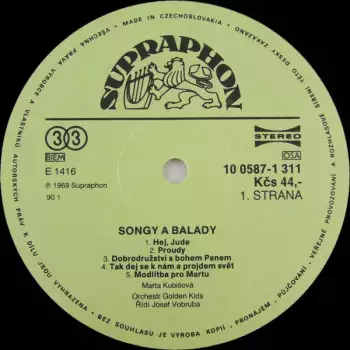 • MADE IN CZECHOSLOVAKIA •
VŠECHNA PRÁVA VÝROBCE A VLASTNÍKŮ AUTORSKÝCH PRÁV K DÍLU JSOU VYHRAZENA • BEZ SOUHLASU JE VÝROBA KOPIÍ, PRONÁJEM, PŮJČOVÁNÍ, VEŘEJNÉ PROVOZOVÁNÍ A ROZHLASOVÉ ŠÍŘENÍ TÉTO DESKY ZAKÁZÁNO
SUPRAPHON
33
STEREO
BIEM
OSA
E 1416
10 0587-1 311
Kčs 44,-
Ⓟ 1969 Supraphon
90 1
1. STRANA
SONGY A BALADY
1. Hej, Jude
2. Proudy
3. Dobrodružství s bohem Panem
4. Tak dej se k nám a projdem svět
5. Modlitba pro Martu
Marta Kubišová
Orchestr Golden Kids
Řídí Josef Vobruba